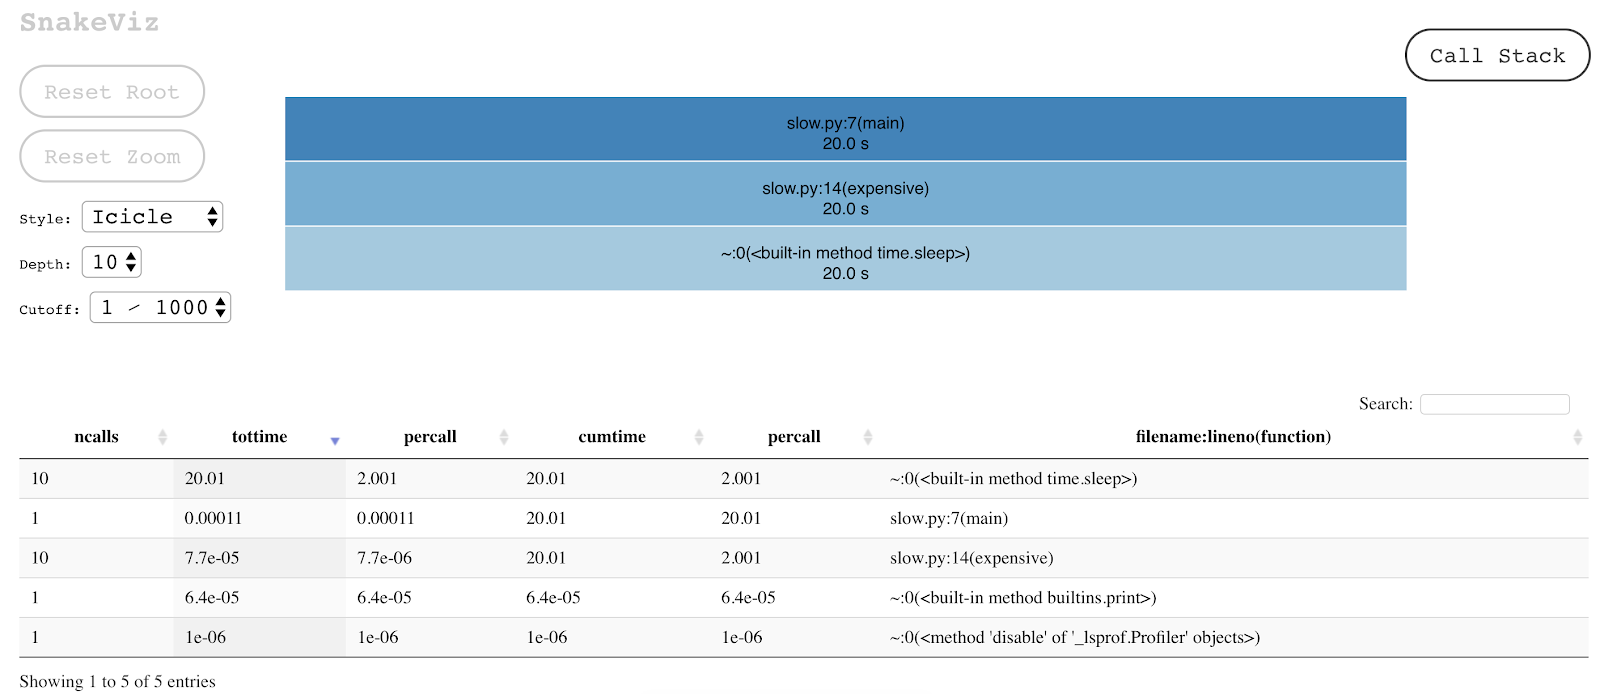 SnakeViz
Call Stack
Reset Root
Reset Zoom
Style: Icicle
Depth: 10
Cutoff: 1 / 1000
slow.py:7(main)
20.0 s
slow.py:14(expensive)
20.0 s
~:0(<built-in method time.sleep>)
20.0 s
Search:
ncalls tottime percall cumtime percall filename:lineno(function)
10 20.01 2.001 20.01 2.001 ~:0(<built-in method time.sleep>)
1 0.00011 0.00011 20.01 20.01 slow.py:7(main)
10 7.7e-05 7.7e-06 20.01 2.001 slow.py:14(expensive)
1 6.4e-05 6.4e-05 6.4e-05 6.4e-05 ~:0(<built-in method builtins.print>)
1 1e-06 1e-06 1e-06 1e-06 ~:0(<method 'disable' of '_lsprof.Profiler' objects>)
Showing 1 to 5 of 5 entries